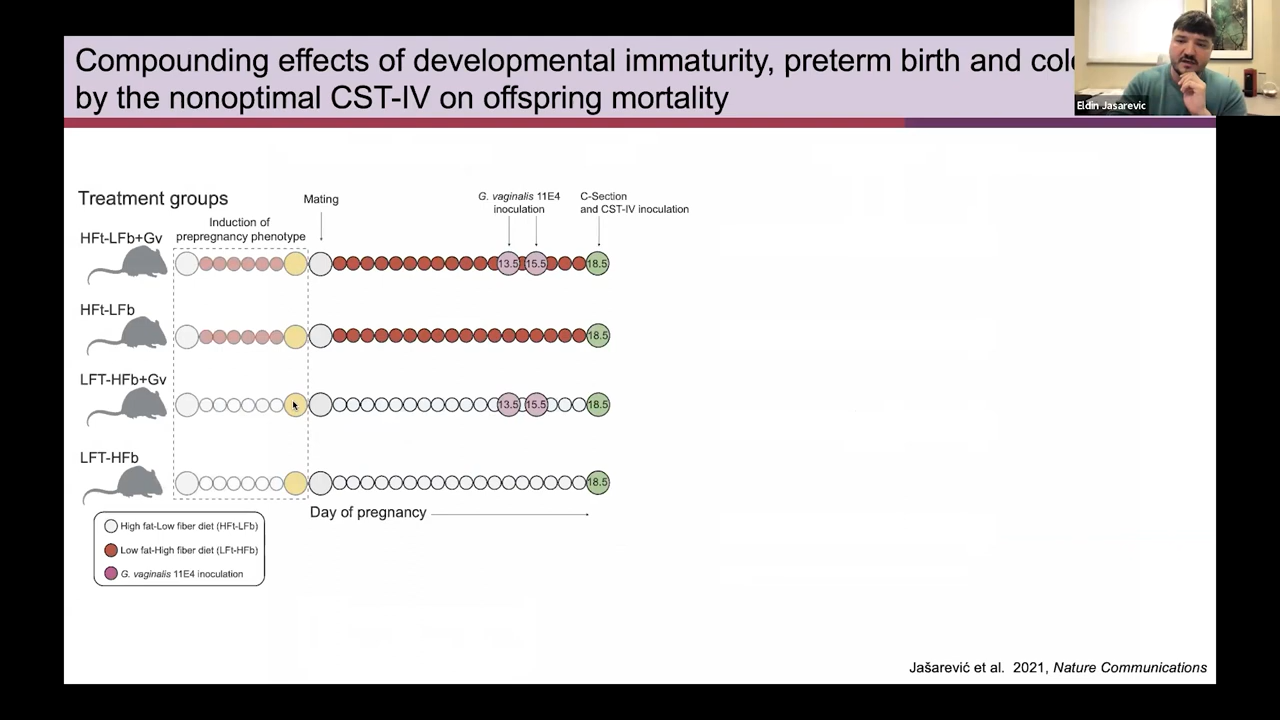 Compounding effects of developmental immaturity, preterm birth and
by the nonoptimal CST-IV on offspring mortality
Eldin Jasarevic
Treatment groups
Mating
G. vaginalis 11E4
inoculation
C-Section
and CST-IV inoculation
Induction of
prepregnancy phenotype
HFt-LFb+Gv
13.5
15.5
18.5
HFt-LFb
18.5
LFT-HFb+Gv
13.5
15.5
18.5
LFT-HFb
18.5
Day of pregnancy
High fat-Low fiber diet (HFt-LFb)
Low fat-High fiber diet (LFt-HFb)
G. vaginalis 11E4 inoculation
Jašarević et al. 2021, Nature Communications